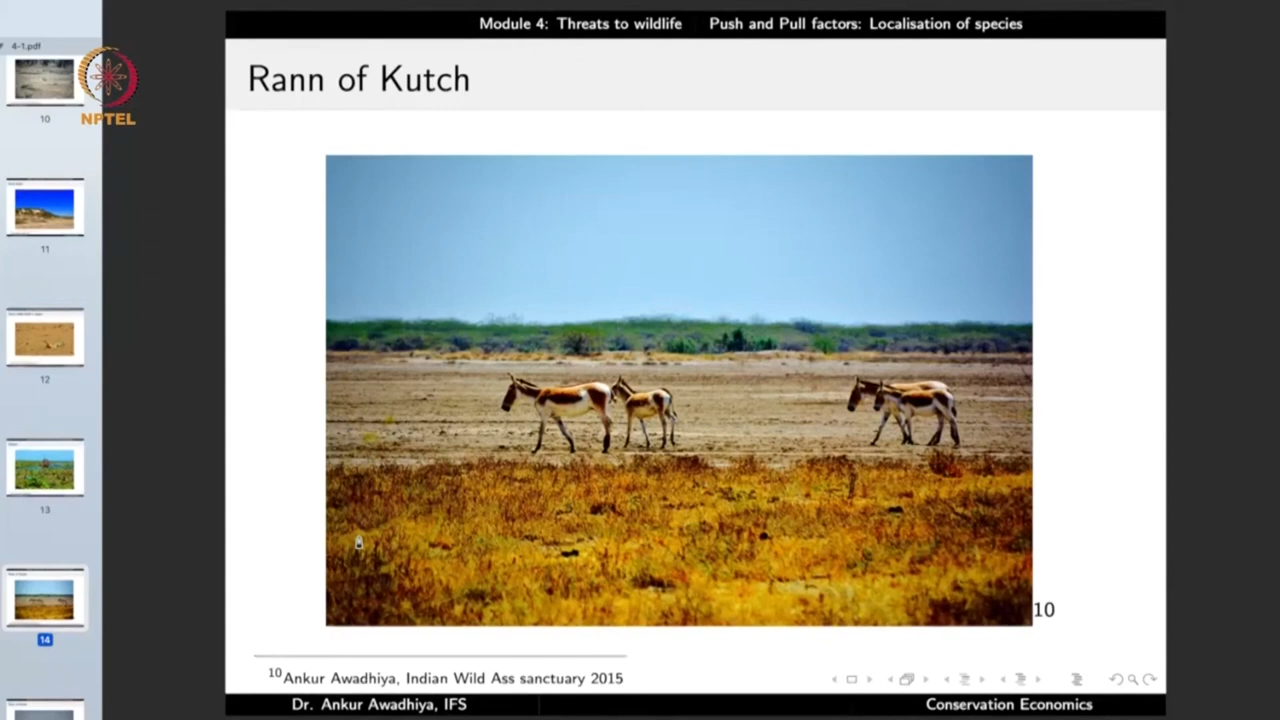 Module 4: Threats to wildlife Push and Pull factors: Localisation of species
4-1.pdf
Rann of Kutch
NPTEL
10
11
12
13
14
10
10Ankur Awadhiya, Indian Wild Ass sanctuary 2015
Dr. Ankur Awadhiya, IFS Conservation Economics